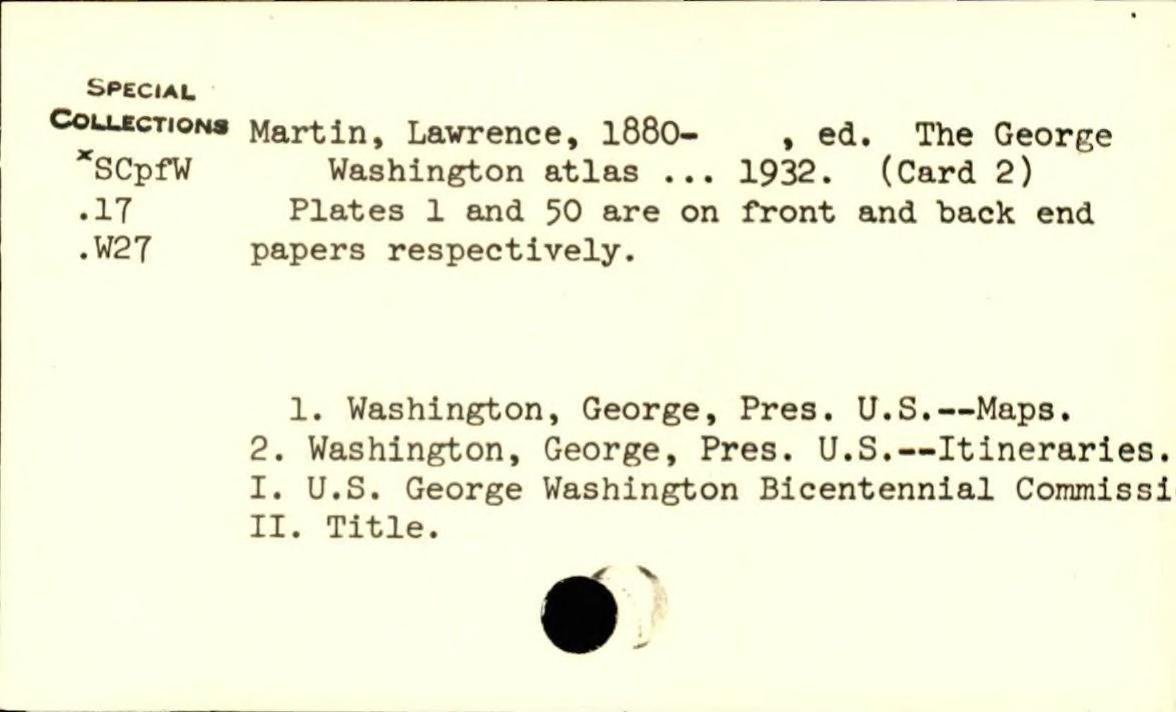 SPECIAL
COLLECTIONS
*SCpfW
.17
.W27
Martin, Lawrence, 1880-    , ed.  The George
Washington atlas ... 1932.  (Card 2)
Plates 1 and 50 are on front and back end
papers respectively.
1. Washington, George, Pres. U.S.--Maps.
2. Washington, George, Pres. U.S.--Itineraries.
I. U.S. George Washington Bicentennial Commissi
II. Title.